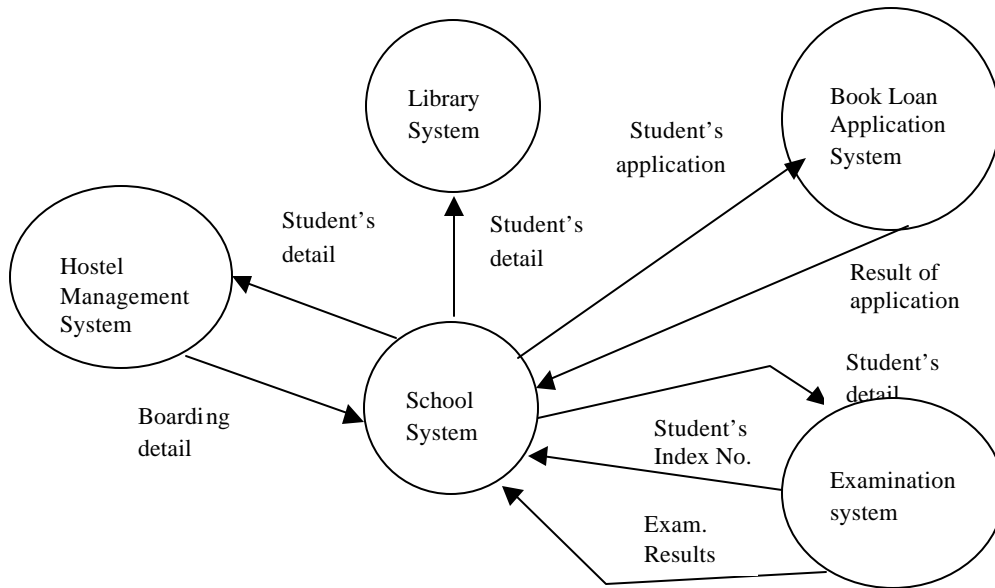 Library
System
Book Loan
Application
System
Student's
application
Student's
detail
Student's
detail
Hostel
Management
System
Result of
application
Boarding
detail
School
System
Student's
detail
Student's
Index No.
Examination
system
Exam.
Results